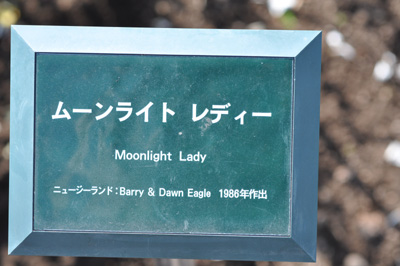 ムーンライト レディー
Moonlight Lady
ニュージーランド：Barry & Dawn Eagle 1986年作出